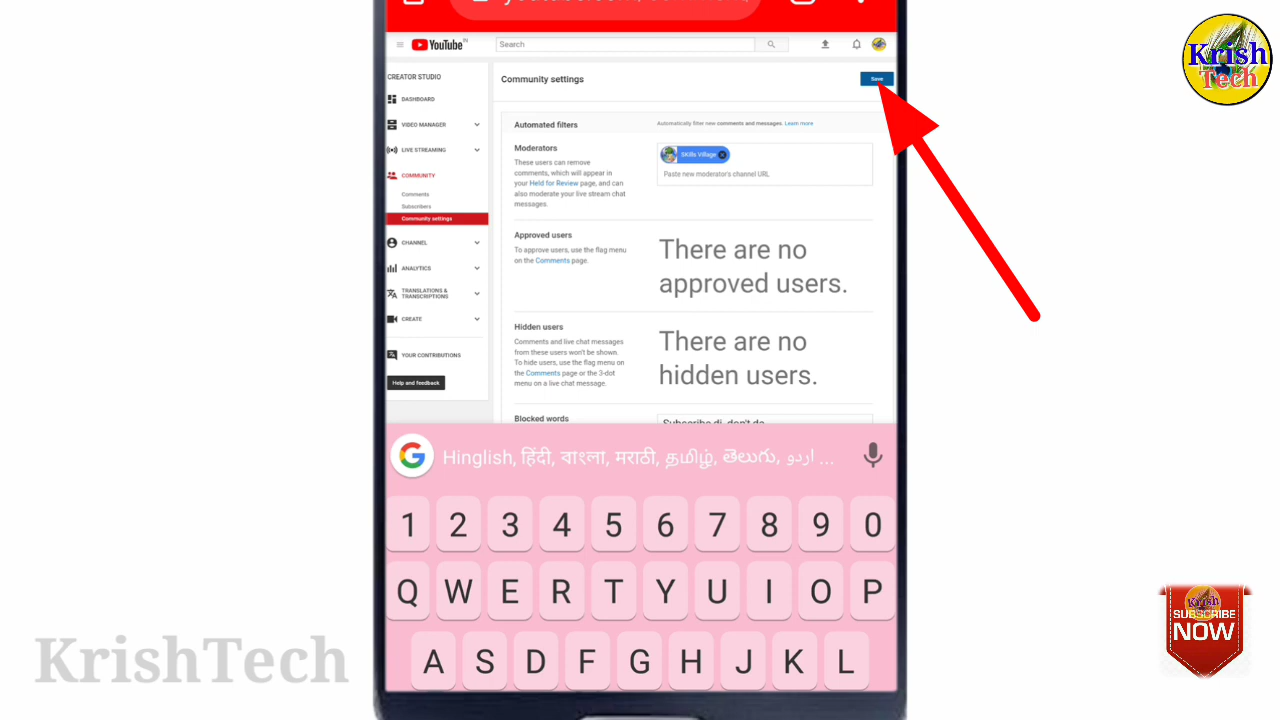 YouTube IN
Search
CREATOR STUDIO
DASHBOARD
VIDEO MANAGER
LIVE STREAMING
COMMUNITY
Comments
Subscribers
Community settings
CHANNEL
ANALYTICS
TRANSLATIONS &
TRANSCRIPTIONS
CREATE
YOUR CONTRIBUTIONS
Help and feedback
Community settings
Save
Automated filters
Automatically filter new comments and messages. Learn more
Moderators
These users can remove
comments, which will appear
in your Held for Review page, and can
also moderate your live stream chat
messages.
SKills Village
Paste new moderator's channel URL
Approved users
To approve users, use the flag menu
on the Comments page.
There are no
approved users.
Hidden users
Comments and live chat messages
from these users won't be shown.
To hide users, use the flag menu on
the Comments page or the 3-dot
menu on a live chat message.
There are no
hidden users.
Blocked words
Hinglish, हिंदी, বাংলা, मराठी, தமிழ், తెలుగు, اردو ...
1 2 3 4 5 6 7 8 9 0
Q W E R T Y U I O P
A S D F G H J K L
Krish
Tech
Krish
SUBSCRIBE
NOW
KrishTech